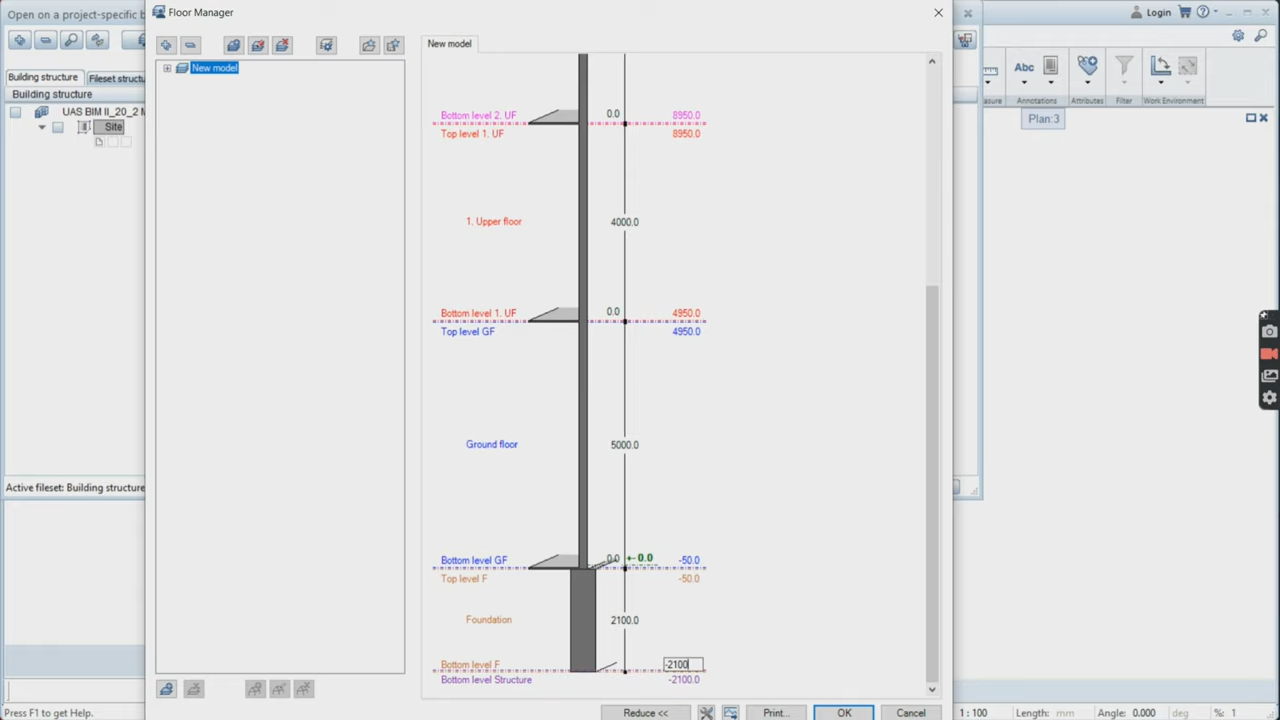 Open on a project-specific b
Floor Manager
Login
Building structure
Fileset structu
Building structure
UAS BIM II_20_2 M
Site
New model
New model
asure
Abc
Annotations
Attributes
Filter
Work Environment
Plan:3
Bottom level 2. UF
0.0
8950.0
Top level 1. UF
8950.0
1. Upper floor
4000.0
Bottom level 1. UF
0.0
4950.0
Top level GF
4950.0
Ground floor
5000.0
Bottom level GF
0.0
0.0
-50.0
Top level F
-50.0
Foundation
2100.0
Bottom level F
-2100
Bottom level Structure
-2100.0
Active fileset: Building structure
Reduce <<
Print...
OK
Cancel
Press F1 to get Help.
1 : 100
Length: mm
Angle: 0.000
deg
%: 1